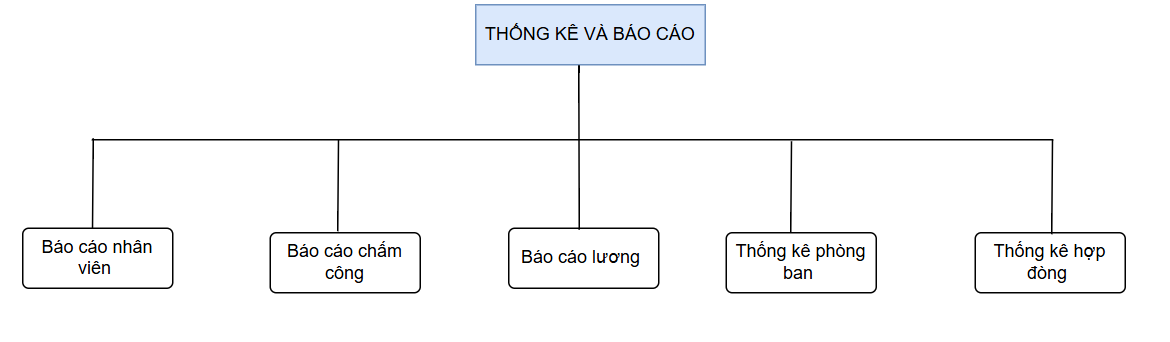 THỐNG KÊ VÀ BÁO CÁO
Báo cáo nhân
viên
Báo cáo chấm
công
Báo cáo lương
Thống kê phòng
ban
Thống kê hợp
đòng